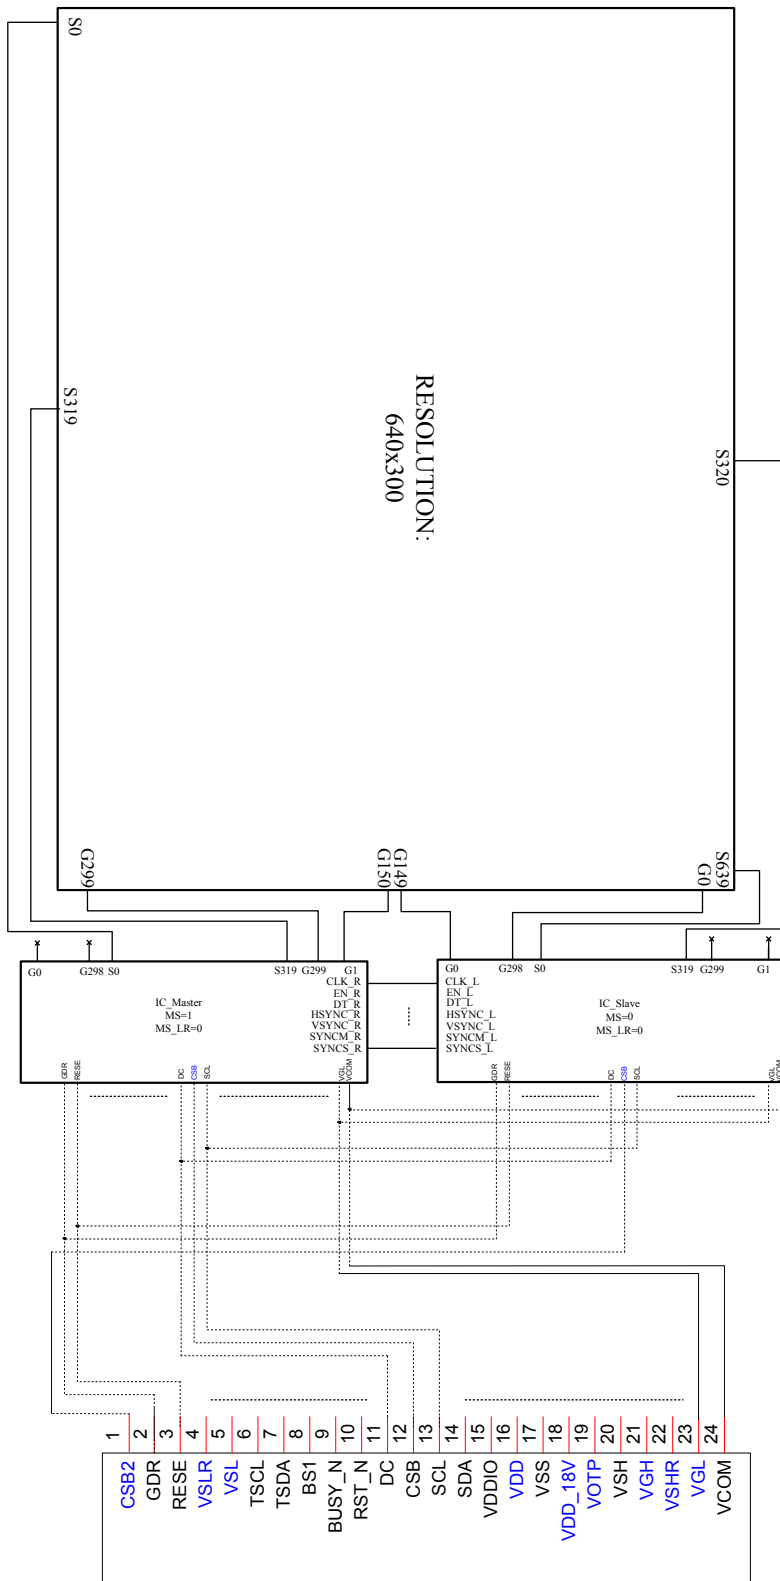 S0
S319
RESOLUTION:
640x300
S320
G299
G150
G149
G0
S639
G0
G298
S0
S319
G299
G1
G0
G298
S0
S319
G299
G1
CLK_R
EN_R
DT_R
HSYNC_R
VSYNC_R
SYNCM_R
SYNCS_R
IC_Master
MS=1
MS_LR=0
CLK_L
EN_L
DT_L
HSYNC_L
VSYNC_L
SYNCM_L
SYNCS_L
IC_Slave
MS=0
MS_LR=0
GDR
RESE
DC
CSB
SCL
VGL
VCOM
GDR
RESE
DC
CSB
SCL
VGL
VCOM
1 CSB2
2 GDR
3 RESE
4 VSLR
5 VSL
6 TSCL
7 TSDA
8 BS1
9 BUSY_N
10 RST_N
11 DC
12 CSB
13 SCL
14 SDA
15 VDDIO
16 VDD
17 VSS
18 VDD_18V
19 VOTP
20 VSH
21 VGH
22 VSHR
23 VGL
24 VCOM